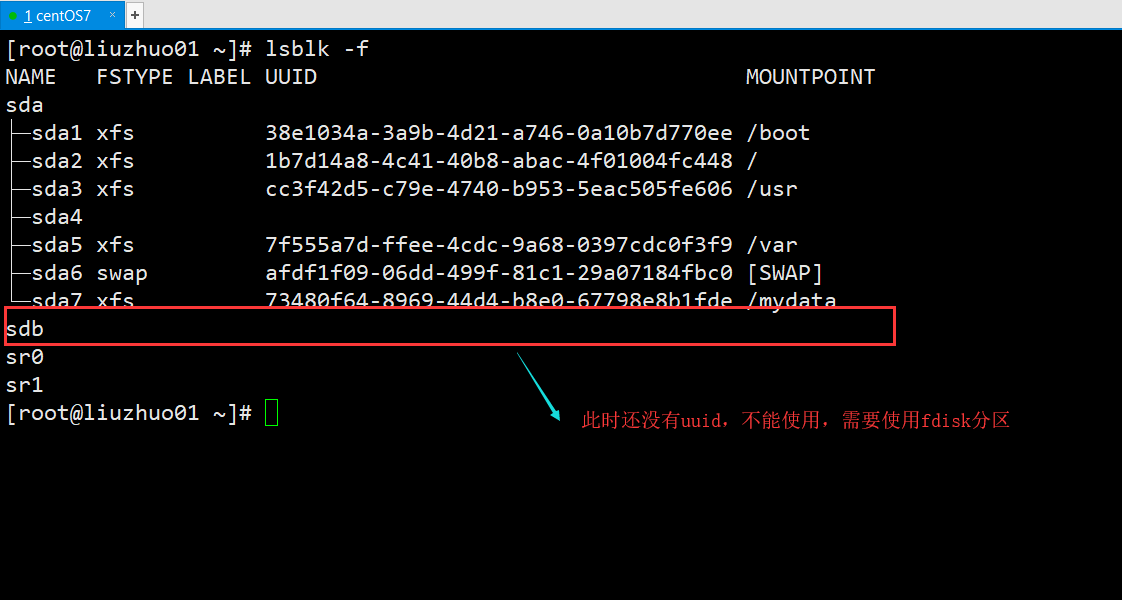 1 centOS7 × +
[root@liuzhuo01 ~]# lsblk -f
NAME FSTYPE LABEL UUID MOUNTPOINT
sda
├─sda1 xfs 38e1034a-3a9b-4d21-a746-0a10b7d770ee /boot
├─sda2 xfs 1b7d14a8-4c41-40b8-abac-4f01004fc448 /
├─sda3 xfs cc3f42d5-c79e-4740-b953-5eac505fe606 /usr
├─sda4
├─sda5 xfs 7f555a7d-ffee-4cdc-9a68-0397cdc0f3f9 /var
├─sda6 swap afdf1f09-06dd-499f-81c1-29a07184fbc0 [SWAP]
└─sda7 xfs 73480f64-8969-44d4-b8e0-67798e8b1fde /mydata
sdb
sr0
sr1
[root@liuzhuo01 ~]#
此时还没有uuid，不能使用，需要使用fdisk分区